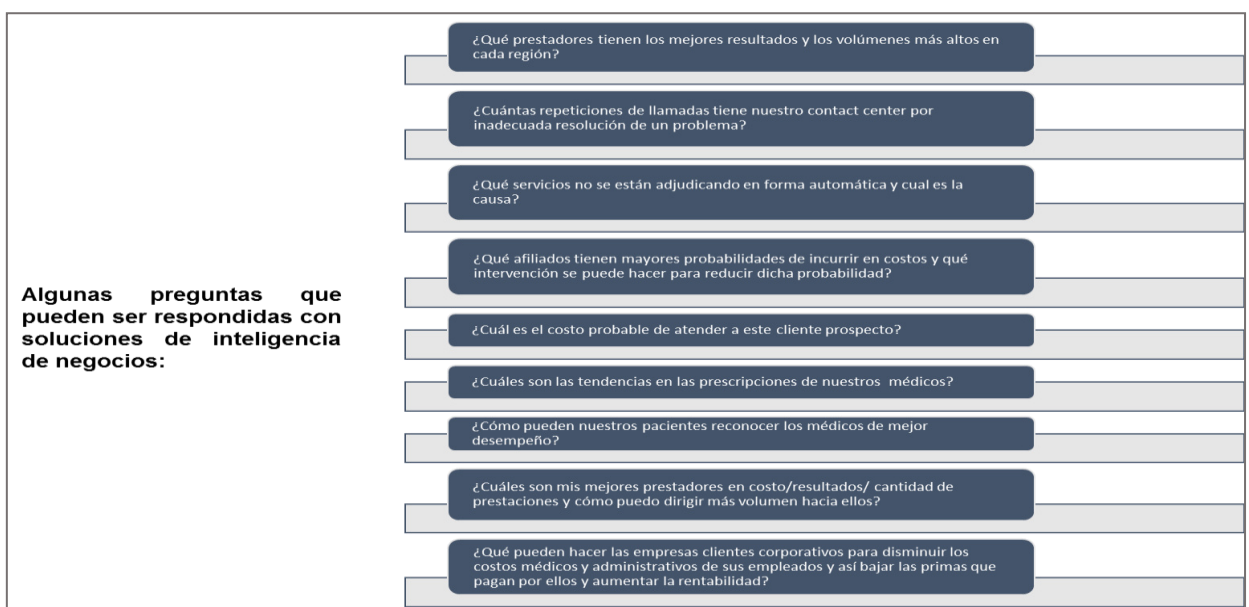 Algunas preguntas que
pueden ser respondidas con
soluciones de inteligencia
de negocios:
¿Qué prestadores tienen los mejores resultados y los volúmenes más altos en
cada región?
¿Cuántas repeticiones de llamadas tiene nuestro contact center por
inadecuada resolución de un problema?
¿Qué servicios no se están adjudicando en forma automática y cual es la
causa?
¿Qué afiliados tienen mayores probabilidades de incurrir en costos y qué
intervención se puede hacer para reducir dicha probabilidad?
¿Cuál es el costo probable de atender a este cliente prospecto?
¿Cuáles son las tendencias en las prescripciones de nuestros médicos?
¿Cómo pueden nuestros pacientes reconocer los médicos de mejor
desempeño?
¿Cuáles son mis mejores prestadores en costo/resultados/ cantidad de
prestaciones y cómo puedo dirigir más volumen hacia ellos?
¿Qué pueden hacer las empresas clientes corporativos para disminuir los
costos médicos y administrativos de sus empleados y así bajar las primas que
pagan por ellos y aumentar la rentabilidad?